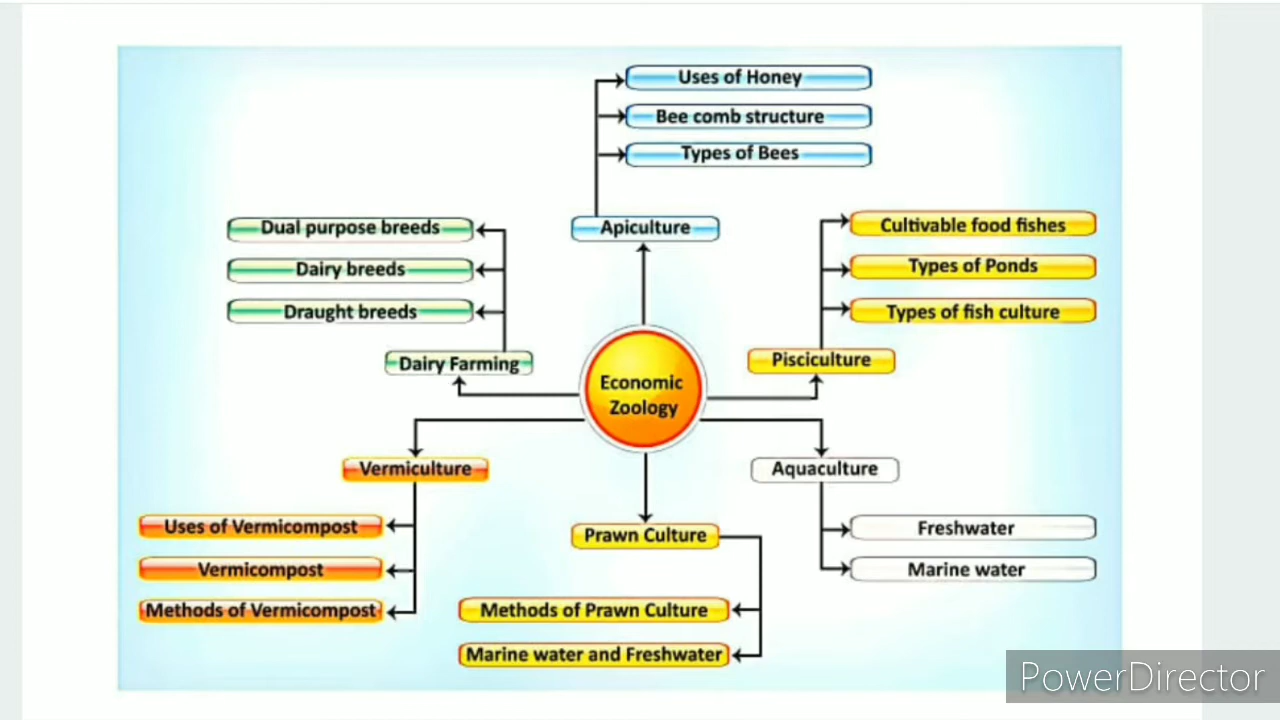 Uses of Honey
Bee comb structure
Types of Bees
Apiculture
Dual purpose breeds
Dairy breeds
Draught breeds
Dairy Farming
Cultivable food fishes
Types of Ponds
Types of fish culture
Pisciculture
Economic
Zoology
Vermiculture
Uses of Vermicompost
Vermicompost
Methods of Vermicompost
Prawn Culture
Methods of Prawn Culture
Marine water and Freshwater
Aquaculture
Freshwater
Marine water
PowerDirector